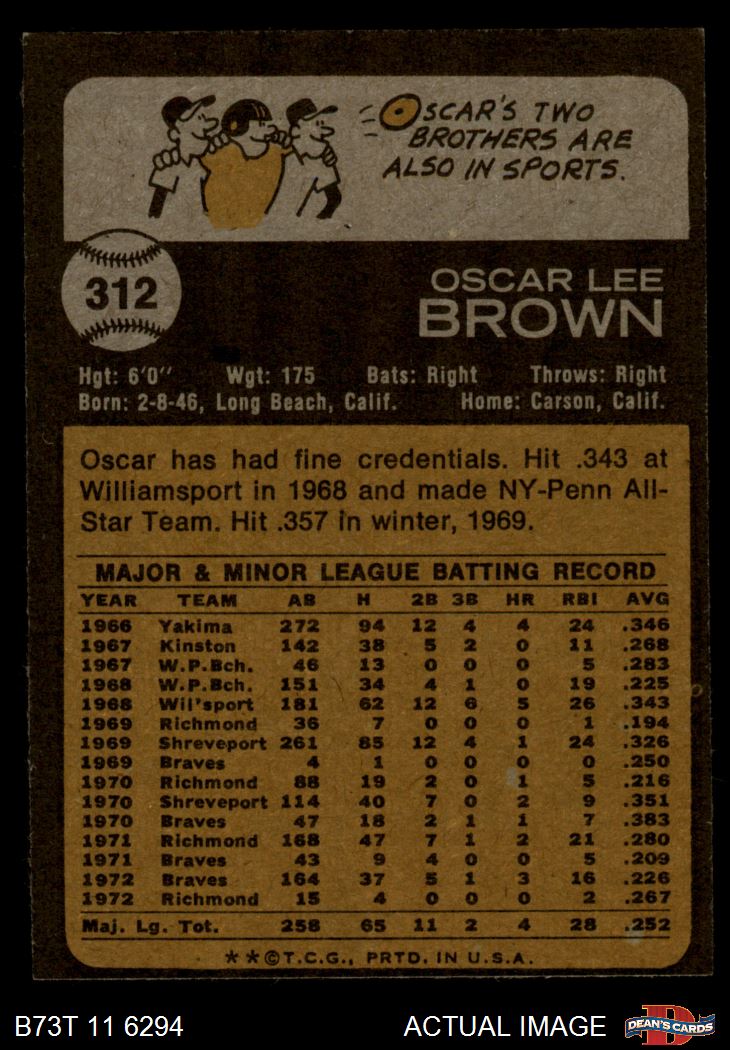 OSCAR'S TWO
BROTHERS ARE
ALSO IN SPORTS.
312
OSCAR LEE
BROWN
Hgt: 6'0" Wgt: 175 Bats: Right Throws: Right
Born: 2-8-46, Long Beach, Calif. Home: Carson, Calif.
Oscar has had fine credentials. Hit .343 at
Williamsport in 1968 and made NY-Penn All-
Star Team. Hit .357 in winter, 1969.
MAJOR & MINOR LEAGUE BATTING RECORD
YEAR TEAM AB H 2B 3B HR RBI AVG
1966 Yakima 272 94 12 4 4 24 .346
1967 Kinston 142 38 5 2 0 11 .268
1967 W.P.Bch. 46 13 0 0 0 5 .283
1968 W.P.Bch. 151 34 4 1 0 19 .225
1968 Wil'sport 181 62 12 6 5 26 .343
1969 Richmond 36 7 0 0 0 1 .194
1969 Shreveport 261 85 12 4 1 24 .326
1969 Braves 4 1 0 0 0 0 .250
1970 Richmond 88 19 2 0 1 5 .216
1970 Shreveport 114 40 7 0 2 9 .351
1970 Braves 47 18 2 1 1 7 .383
1971 Richmond 168 47 7 1 2 21 .280
1971 Braves 43 9 4 0 0 5 .209
1972 Braves 164 37 5 1 3 16 .226
1972 Richmond 15 4 0 0 0 2 .267
Maj. Lg. Tot. 258 65 11 2 4 28 .252
**©T.C.G., PRTD. IN U.S.A.
B73T 11 6294 ACTUAL IMAGE
D
DEAN'S CARDS